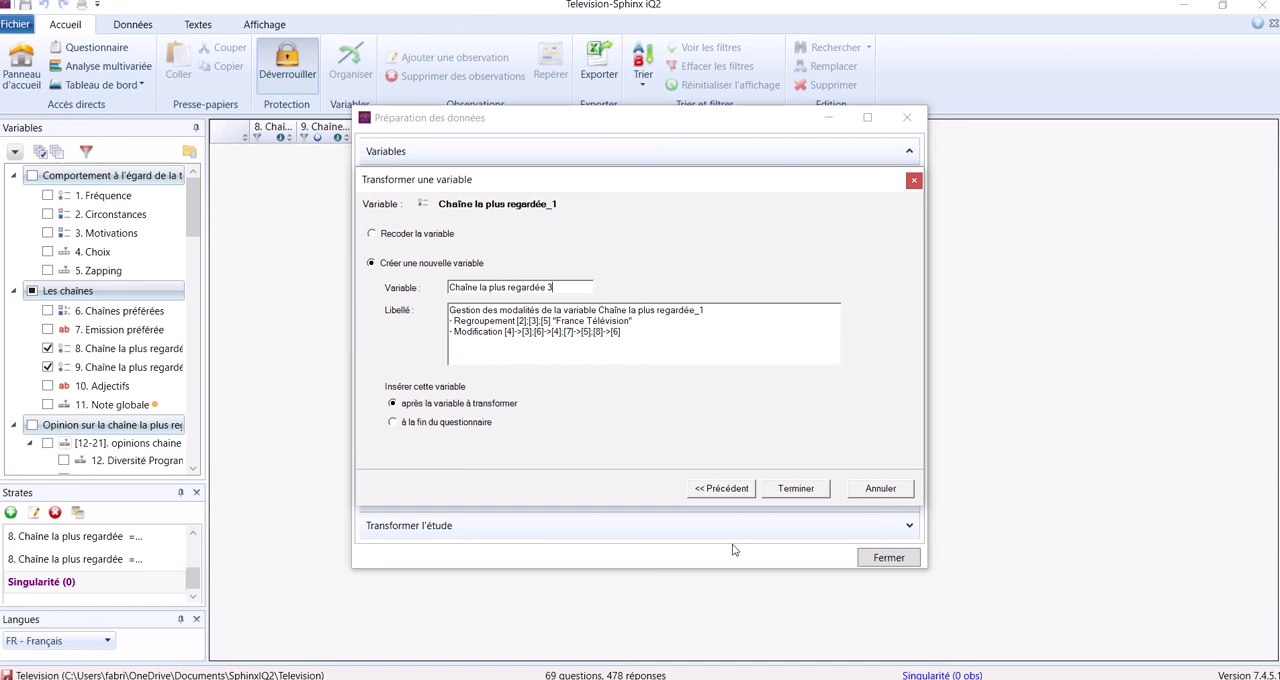 Television-Sphinx iQ2
Fichier Accueil Données Textes Affichage
Panneau d'accueil
Questionnaire
Analyse multivariée
Tableau de bord
Accès directs
Coller
Couper
Copier
Presse-papiers
Déverrouiller
Protection
Organiser
Variables
Ajouter une observation
Supprimer des observations
Repérer
Observations
Exporter
Exporter
Trier
Voir les filtres
Effacer les filtres
Réinitialiser l'affichage
Trier et filtres
Rechercher
Remplacer
Supprimer
Edition
Variables
Comportement à l'égard de la t
1. Fréquence
2. Circonstances
3. Motivations
4. Choix
5. Zapping
Les chaînes
6. Chaînes préférées
7. Emission préférée
8. Chaîne la plus regardé
9. Chaîne la plus regardé
10. Adjectifs
11. Note globale
Opinion sur la chaîne la plus reg
[12-21]. opinions chaine
12. Diversité Progran
Strates
8. Chaîne la plus regardée =...
8. Chaîne la plus regardée =...
Singularité (0)
Langues
FR - Français
8. Chaî... 9. Chaîne...
Préparation des données
Variables
Transformer une variable
Variable : Chaîne la plus regardée_1
Recoder la variable
Créer une nouvelle variable
Variable : Chaîne la plus regardée 3
Libellé : Gestion des modalités de la variable Chaîne la plus regardée_1
- Regroupement [2];[3];[5] "France Télévision"
- Modification [4]->[3];[6]->[4];[7]->[5];[8]->[6]
Insérer cette variable
après la variable à transformer
à la fin du questionnaire
<< Précédent Terminer Annuler
Transformer l'étude
Fermer
Television (C:\Users\fabri\OneDrive\Documents\SphinxIQ2\Television) 69 questions, 478 réponses Singularité (0 obs) Version 7.4.5.1